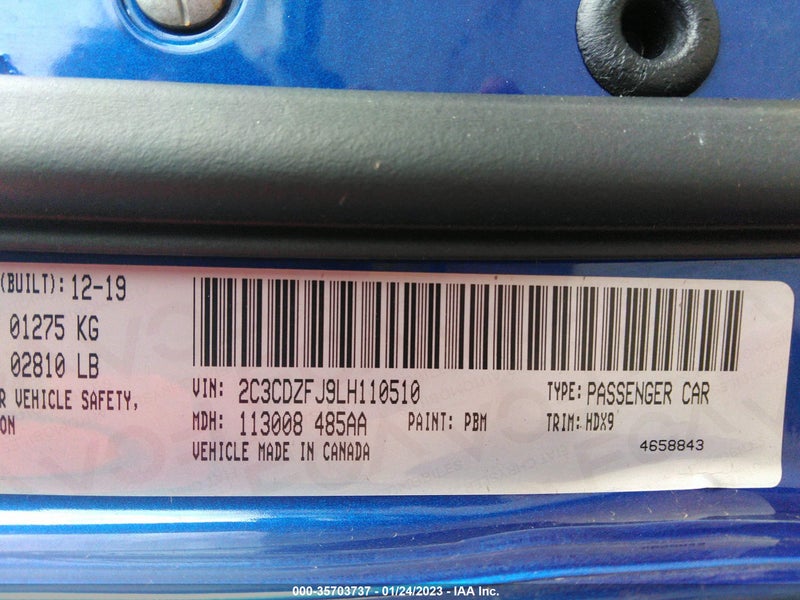 (BUILT): 12-19
01275 KG
02810 LB
R VEHICLE SAFETY,
ON
VIN: 2C3CDZFJ9LH110510
TYPE: PASSENGER CAR
MDH: 113008 485AA PAINT: PBM
TRIM: HDX9
VEHICLE MADE IN CANADA
4658843
000-35703737 - 01/24/2023 - IAA Inc.